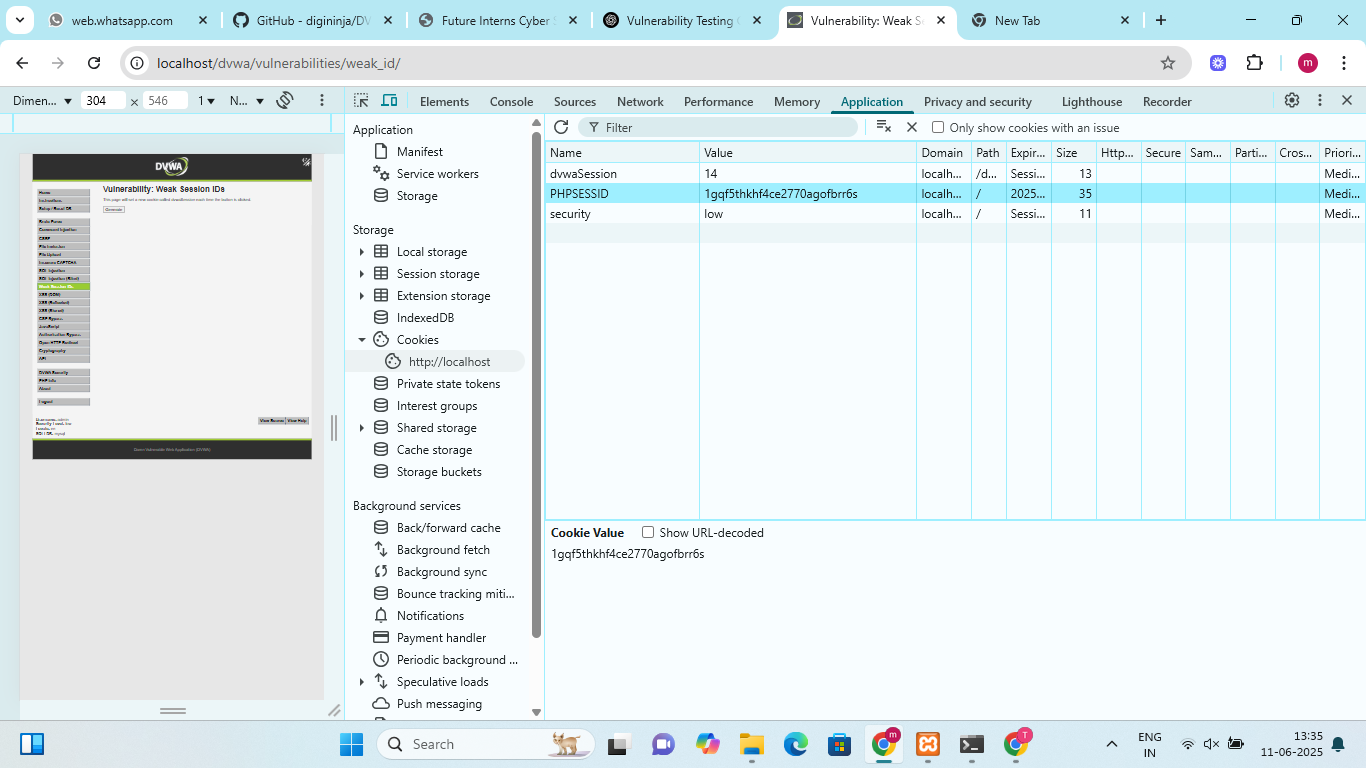 web.whatsapp.com
GitHub - digininja/DV
Future Interns Cyber S
Vulnerability Testing
Vulnerability: Weak Se
New Tab
localhost/dvwa/vulnerabilities/weak_id/
m
Dimen... 304 × 546 1 N...
Elements Console Sources Network Performance Memory Application Privacy and security Lighthouse Recorder
DVWA
Vulnerability: Weak Session IDs
This page will set a new cookie called dvwaSession each time the button is clicked.
Generate
Home
Instructions
Setup / Reset DB
Brute Force
Command Injection
CSRF
File Inclusion
File Upload
Insecure CAPTCHA
SQL Injection
SQL Injection (Blind)
Weak Session IDs
XSS (DOM)
XSS (Reflected)
XSS (Stored)
CSP Bypass
JavaScript
Authorisation Bypass
Open HTTP Redirect
Cryptography
API
DVWA Security
PHP Info
About
Logout
View Source View Help
Damn Vulnerable Web Application (DVWA)
Application
Manifest
Service workers
Storage
Storage
Local storage
Session storage
Extension storage
IndexedDB
Cookies
http://localhost
Private state tokens
Interest groups
Shared storage
Cache storage
Storage buckets
Background services
Back/forward cache
Background fetch
Background sync
Bounce tracking miti...
Notifications
Payment handler
Periodic background ...
Speculative loads
Push messaging
Filter
Only show cookies with an issue
Name Value Domain Path Expir... Size Http... Secure Sam... Parti... Cros... Priori...
dvwaSession 14 localh... /d... Sessi... 13 Medi...
PHPSESSID 1gqf5thkhf4ce2770agofbrr6s localh... / 2025... 35 Medi...
security low localh... / Sessi... 11 Medi...
Cookie Value Show URL-decoded
1gqf5thkhf4ce2770agofbrr6s
Search
m
T
ENG
IN
13:35
11-06-2025